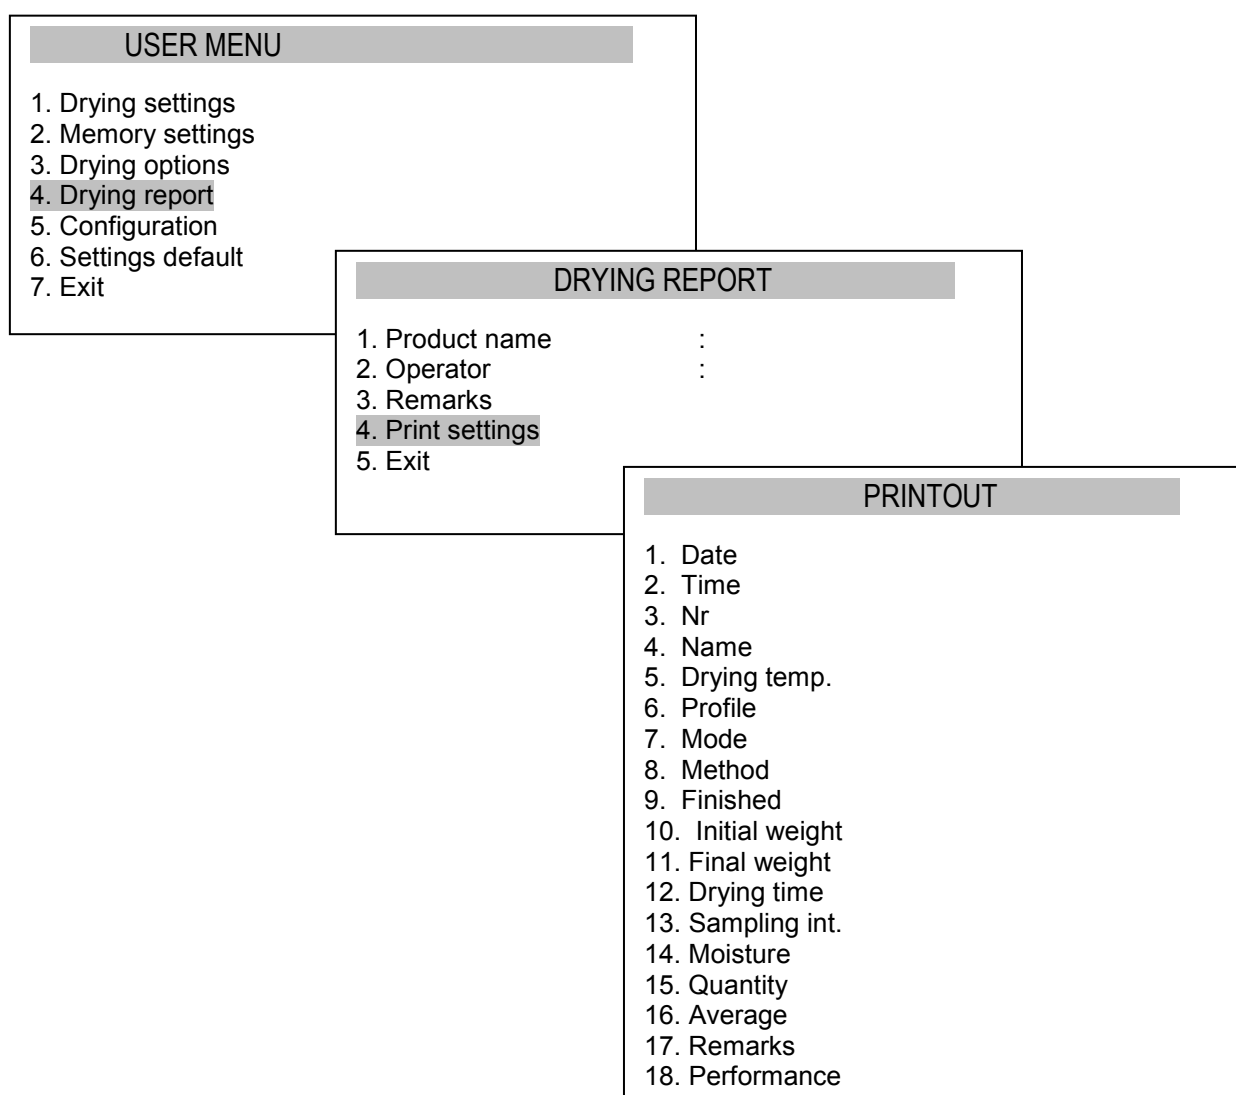 USER MENU
1. Drying settings
2. Memory settings
3. Drying options
4. Drying report
5. Configuration
6. Settings default
7. Exit
DRYING REPORT
1. Product name :
2. Operator :
3. Remarks
4. Print settings
5. Exit
PRINTOUT
1. Date
2. Time
3. Nr
4. Name
5. Drying temp.
6. Profile
7. Mode
8. Method
9. Finished
10. Initial weight
11. Final weight
12. Drying time
13. Sampling int.
14. Moisture
15. Quantity
16. Average
17. Remarks
18. Performance